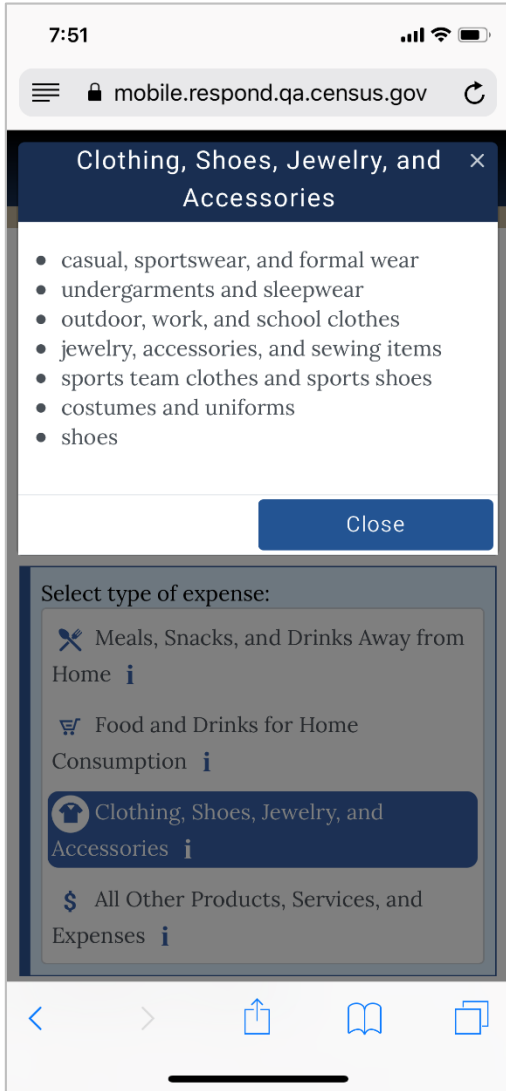 7:51
mobile.respond.qa.census.gov
Clothing, Shoes, Jewelry, and
Accessories
×
• casual, sportswear, and formal wear
• undergarments and sleepwear
• outdoor, work, and school clothes
• jewelry, accessories, and sewing items
• sports team clothes and sports shoes
• costumes and uniforms
• shoes
Close
Select type of expense:
Meals, Snacks, and Drinks Away from
Home i
Food and Drinks for Home
Consumption i
Clothing, Shoes, Jewelry, and
Accessories i
$ All Other Products, Services, and
Expenses i